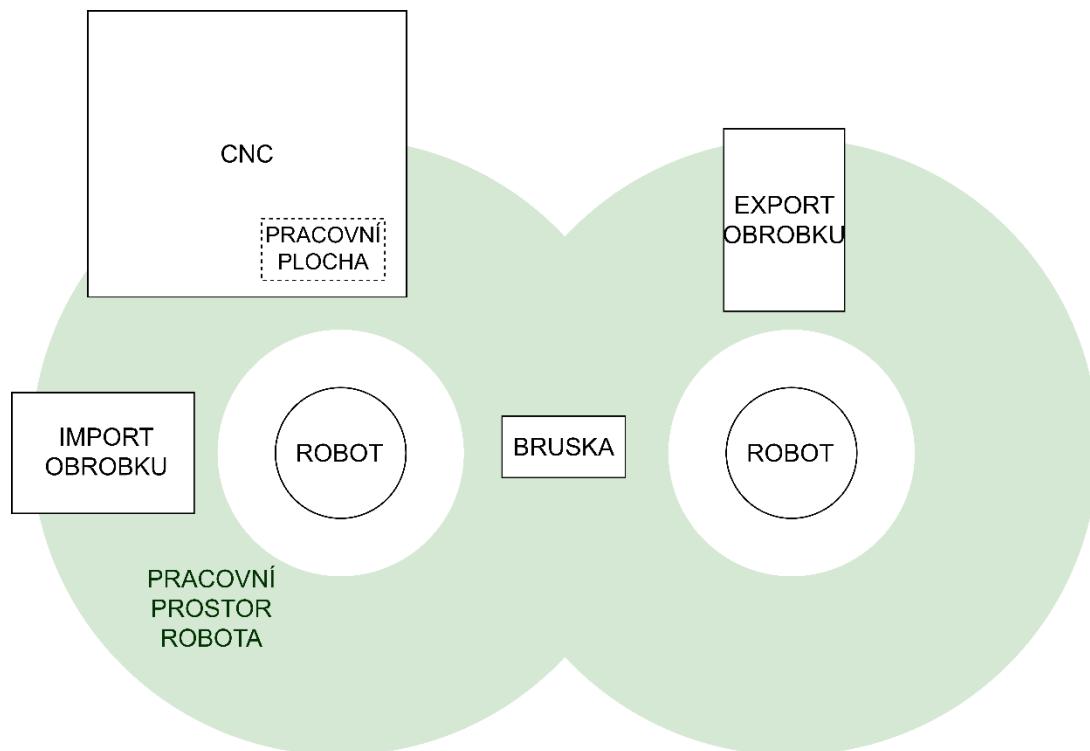 CNC
PRACOVNÍ
PLOCHA
EXPORT
OBROBKU
IMPORT
OBROBKU
ROBOT
BRUSKA
ROBOT
PRACOVNÍ
PROSTOR
ROBOTA